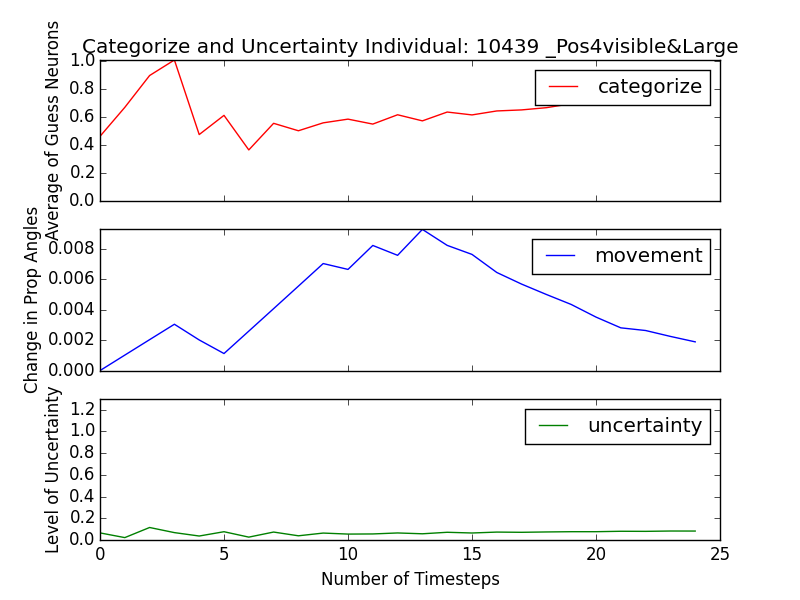 Categorize and Uncertainty Individual: 10439 _Pos4visible&Large
Average of Guess Neurons
1.0
0.8
0.6
0.4
0.2
0.0
categorize
Change in Prop Angles
0.008
0.006
0.004
0.002
0.000
movement
Level of Uncertainty
1.2
1.0
0.8
0.6
0.4
0.2
0.0
uncertainty
0 5 10 15 20 25
Number of Timesteps